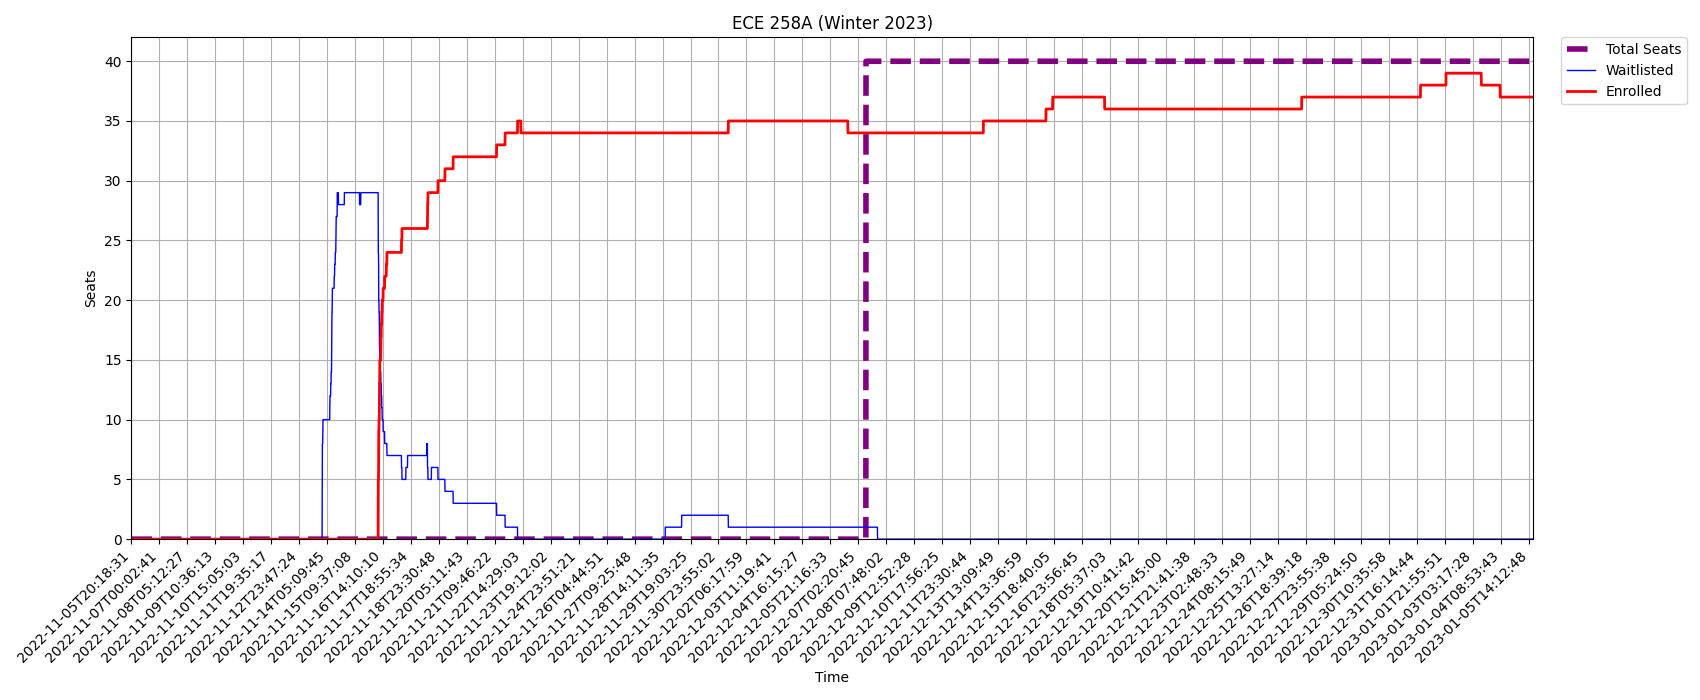 ECE 258A (Winter 2023)
Total Seats
Waitlisted
Enrolled
Seats
40
35
30
25
20
15
10
5
0
2022-11-05T20:18:31
2022-11-07T00:02:41
2022-11-08T05:12:27
2022-11-09T10:36:13
2022-11-10T15:05:03
2022-11-11T19:35:17
2022-11-12T23:47:24
2022-11-14T05:09:45
2022-11-15T09:37:08
2022-11-16T14:10:10
2022-11-17T18:55:34
2022-11-18T23:30:48
2022-11-20T05:11:43
2022-11-21T09:46:22
2022-11-22T14:29:03
2022-11-23T19:12:02
2022-11-24T23:51:21
2022-11-26T04:44:51
2022-11-27T09:25:48
2022-11-28T14:11:35
2022-11-29T19:03:25
2022-11-30T23:55:02
2022-12-02T06:17:59
2022-12-03T11:19:41
2022-12-04T16:15:27
2022-12-05T21:16:33
2022-12-07T02:20:45
2022-12-08T07:48:02
2022-12-09T12:52:28
2022-12-10T17:56:25
2022-12-11T23:30:44
2022-12-13T13:09:49
2022-12-14T13:36:59
2022-12-15T18:40:05
2022-12-16T23:56:45
2022-12-18T05:37:03
2022-12-19T10:41:42
2022-12-20T15:45:00
2022-12-21T21:41:38
2022-12-23T02:48:33
2022-12-24T08:15:49
2022-12-25T13:27:14
2022-12-26T18:39:18
2022-12-27T23:55:38
2022-12-29T05:24:50
2022-12-30T10:35:58
2022-12-31T16:14:44
2023-01-01T21:55:51
2023-01-03T03:17:28
2023-01-04T08:53:43
2023-01-05T14:12:48
Time